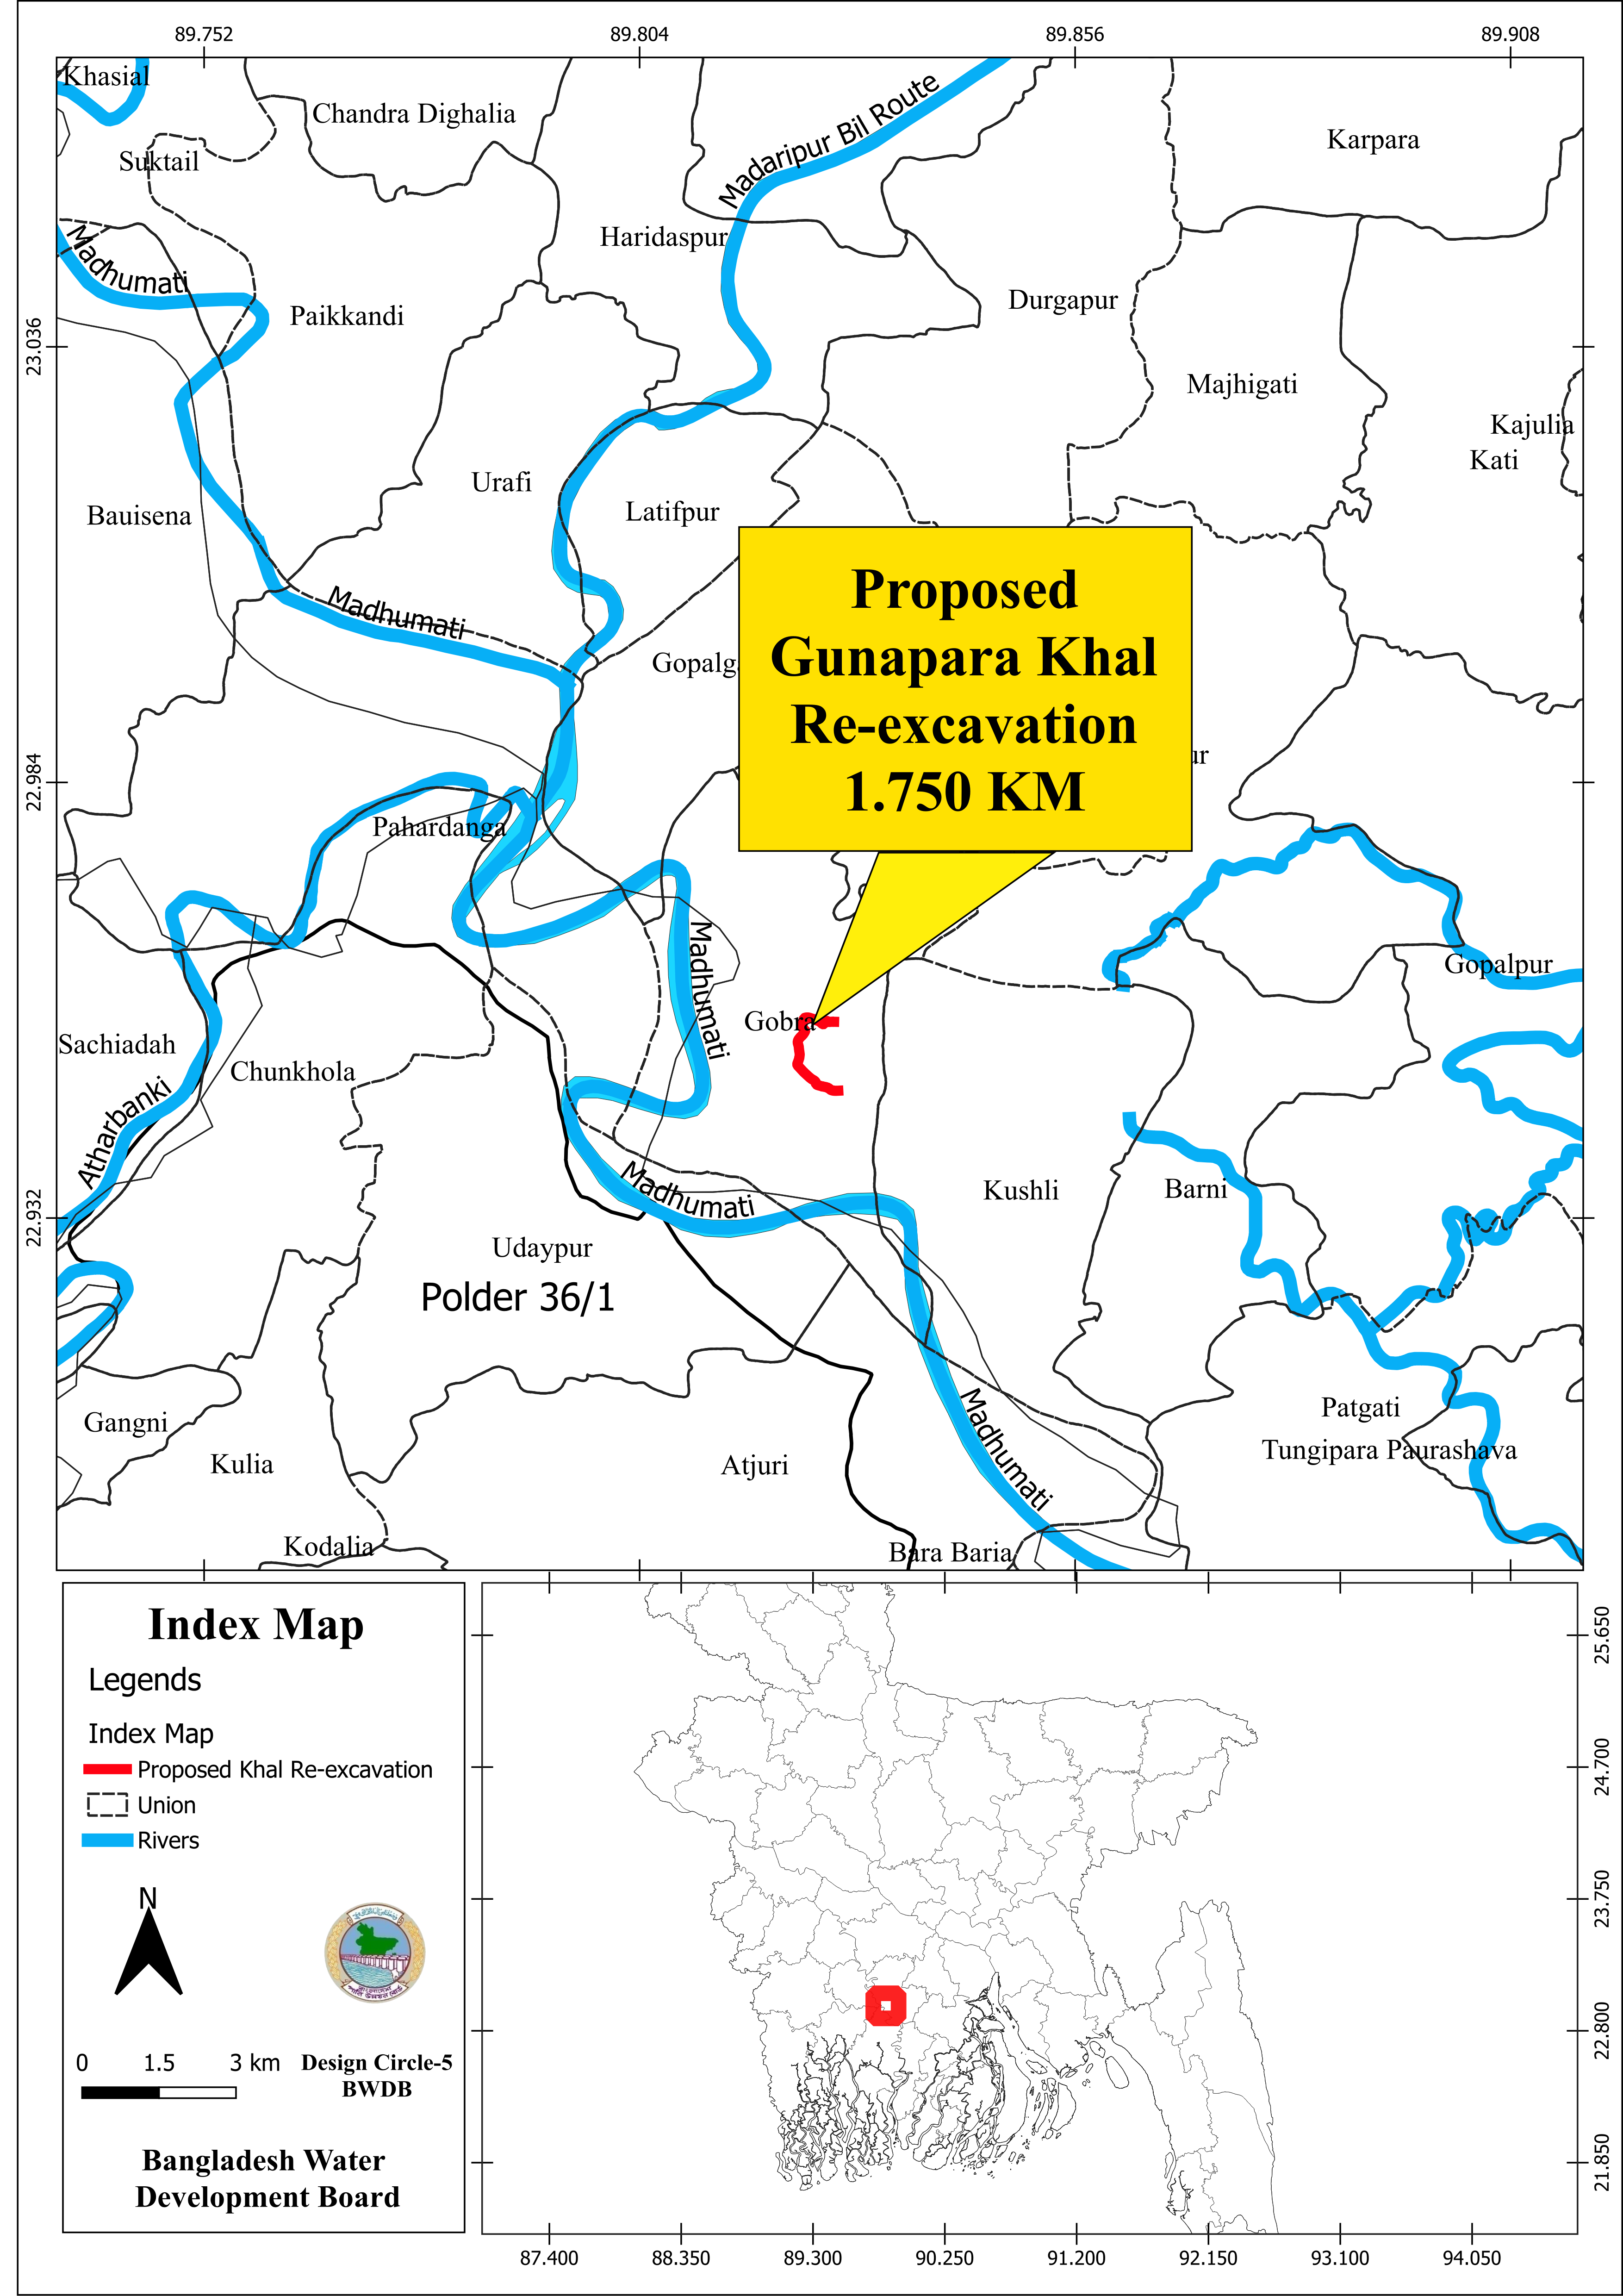 89.752
89.804
89.856
89.908
Khasial
Chandra Dighalia
Madaripur Bil Route
Karpara
Suktail
Haridaspur
Madhumati
Paikkandi
Durgapur
23.036
Majhigati
Kajulia
Kati
Urafi
Latifpur
Bauisena
Proposed
Gunapara Khal
Re-excavation
1.750 KM
Madhumati
Gopalg
ur
22.984
Pahardanga
Madhumati
Gopalpur
Gobra
Sachiadah
Chunkhola
Atharbanki
Madhumati
Kushli
Barni
22.932
Udaypur
Polder 36/1
Madhumati
Patgati
Gangni
Tungipara Paurashava
Kulia
Atjuri
Kodalia
Bara Baria
Index Map
Legends
Index Map
Proposed Khal Re-excavation
Union
Rivers
N
0 1.5 3 km
Design Circle-5
BWDB
Bangladesh Water
Development Board
25.650
24.700
23.750
22.800
21.850
87.400
88.350
89.300
90.250
91.200
92.150
93.100
94.050